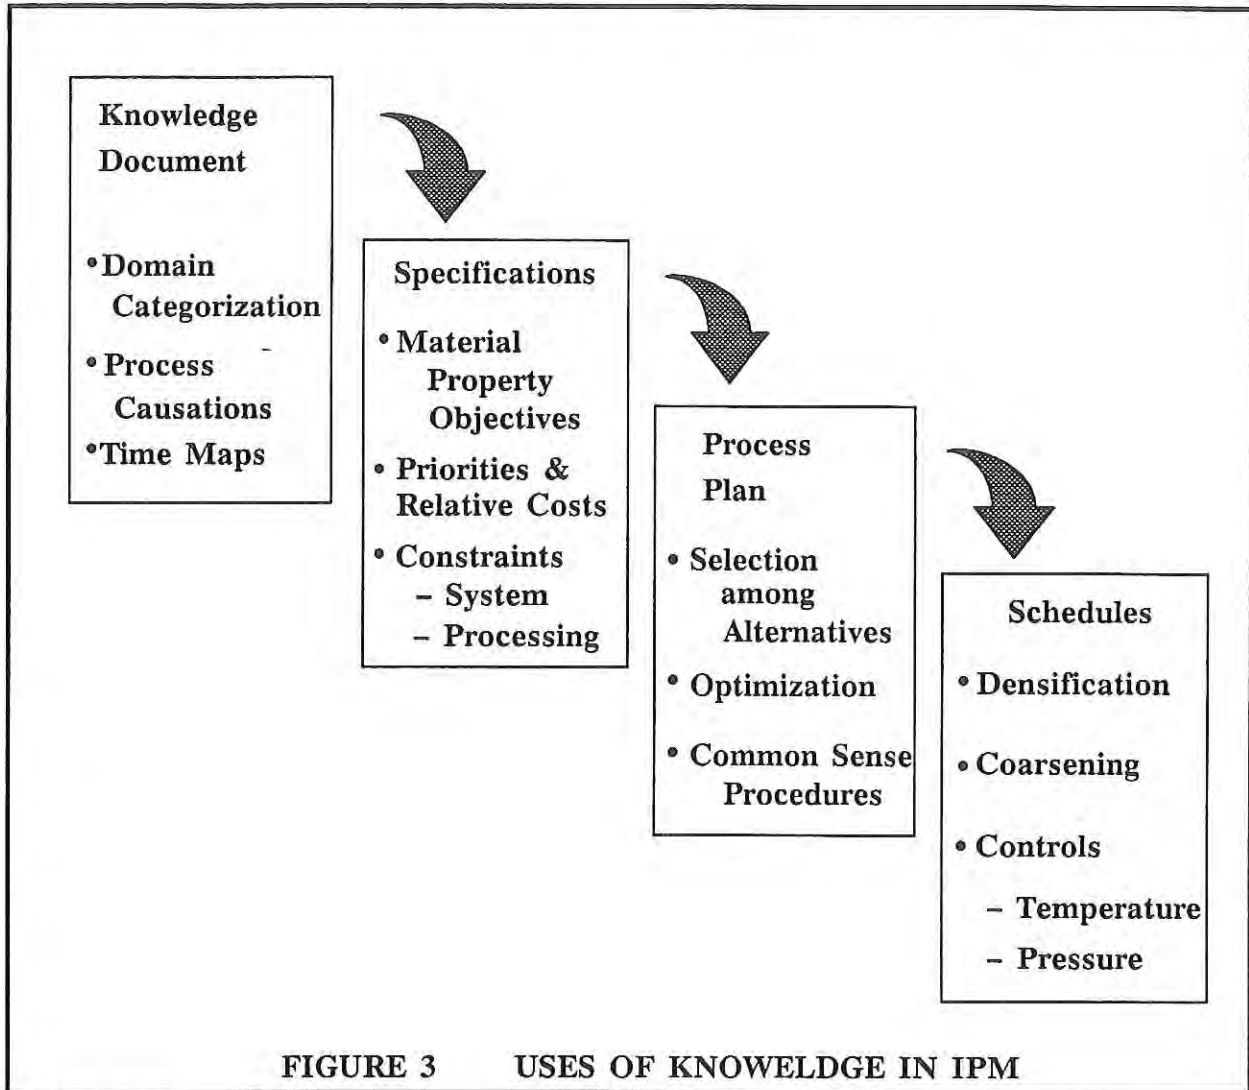 Knowledge
Document
•Domain
Categorization
• Process
Causations
•Time Maps
Specifications
• Material
Property
Objectives
• Priorities &
Relative Costs
• Constraints
– System
– Processing
Process
Plan
• Selection
among
Alternatives
• Optimization
• Common Sense
Procedures
Schedules
• Densification
• Coarsening
• Controls
– Temperature
– Pressure
FIGURE 3 USES OF KNOWELDGE IN IPM